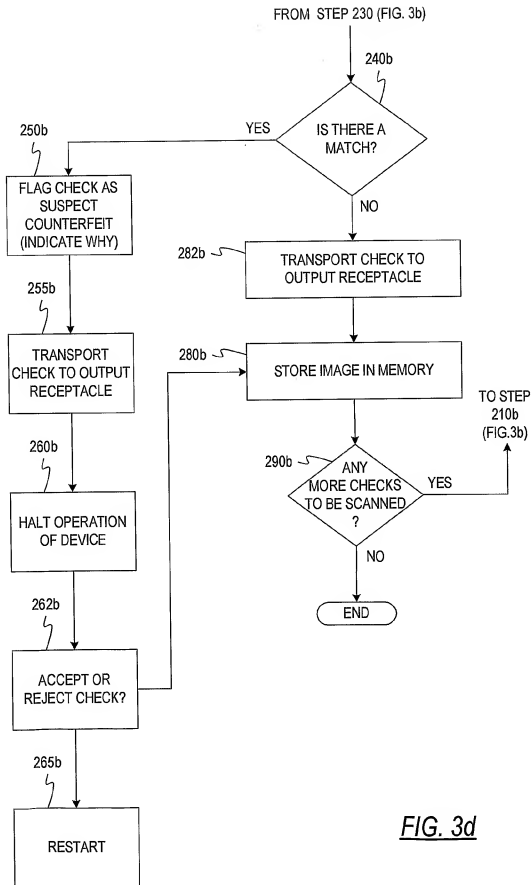 FROM STEP 230 (FIG. 3b)
240b
IS THERE A
MATCH?
YES
NO
250b
FLAG CHECK AS
SUSPECT
COUNTERFEIT
(INDICATE WHY)
282b
TRANSPORT CHECK TO
OUTPUT RECEPTACLE
255b
TRANSPORT
CHECK TO OUTPUT
RECEPTACLE
280b
STORE IMAGE IN MEMORY
TO STEP
210b
(FIG.3b)
260b
HALT OPERATION
OF DEVICE
290b
ANY
MORE CHECKS
TO BE SCANNED
?
YES
NO
END
262b
ACCEPT OR
REJECT CHECK?
265b
RESTART
FIG. 3d